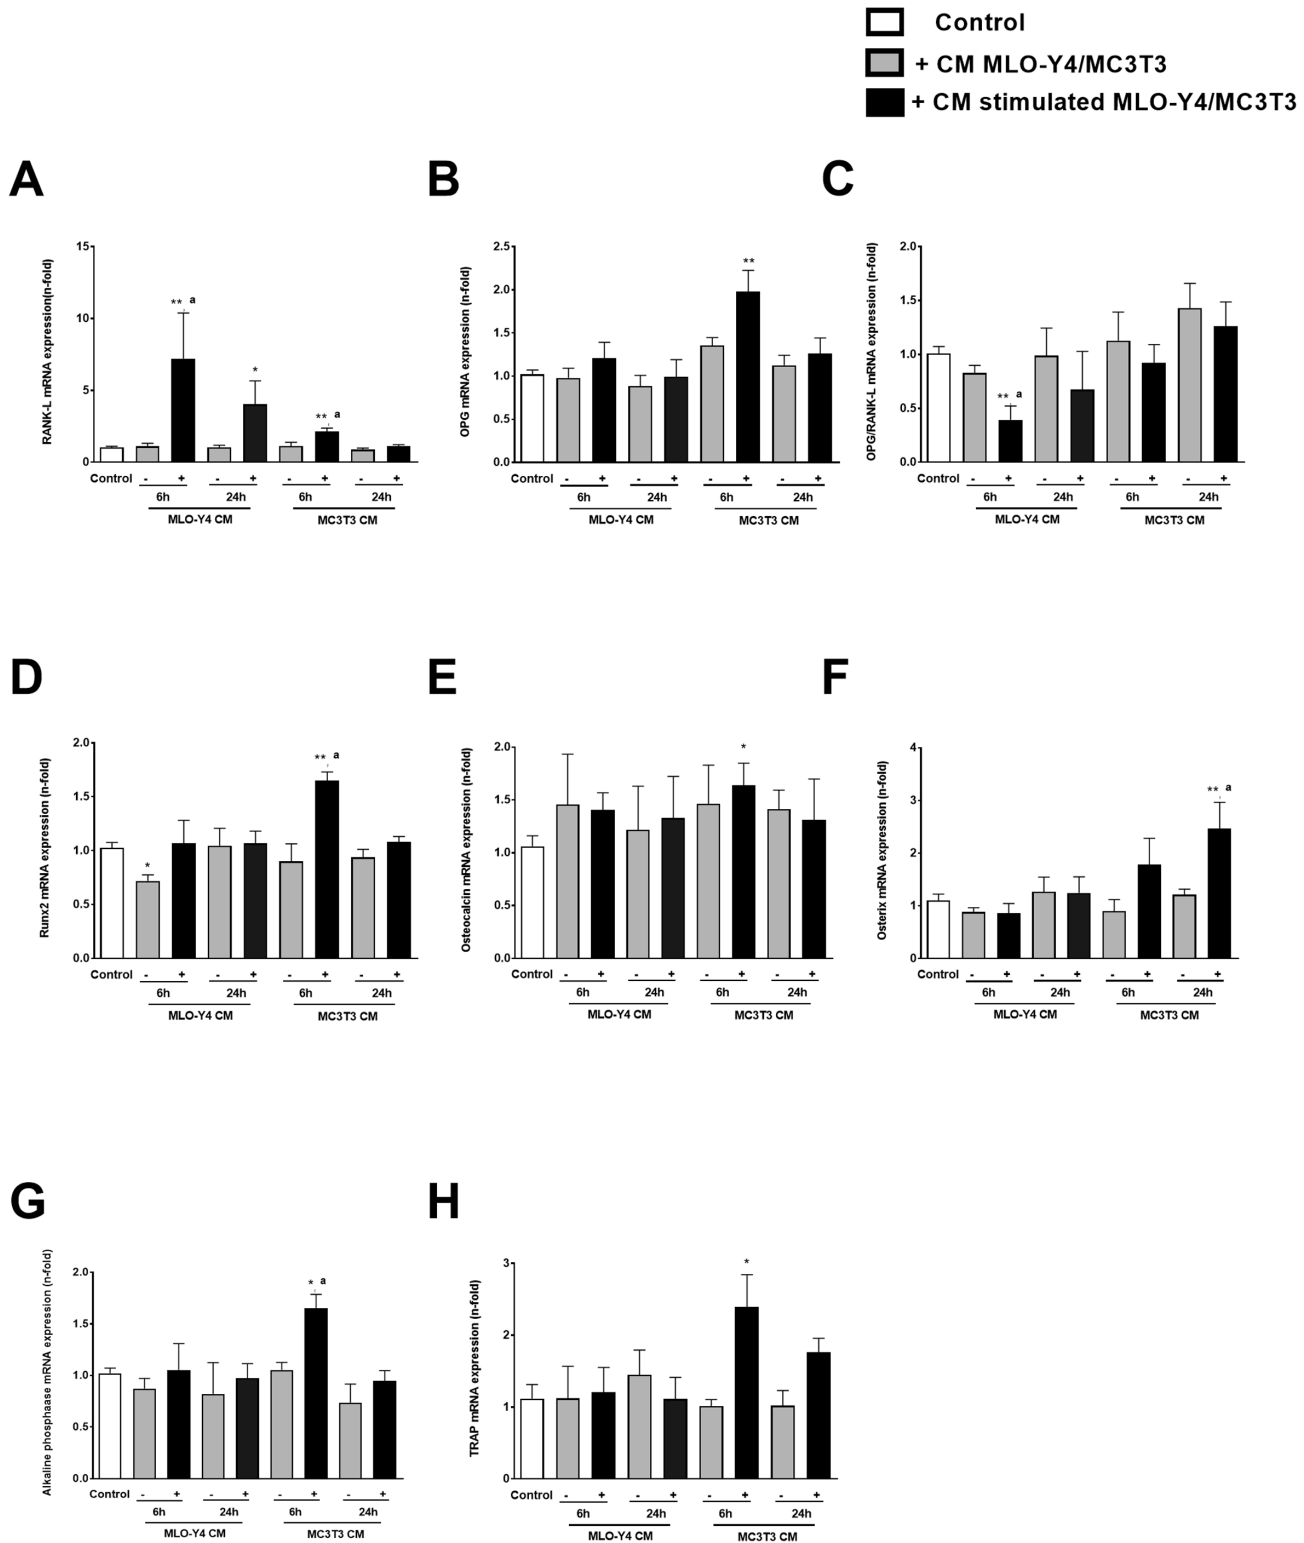 Control
+ CM MLO-Y4/MC3T3
+ CM stimulated MLO-Y4/MC3T3
A
RANK-L mRNA expression(n-fold)
15
10
5
0
** a
*
** a
Control - + - + - + - +
6h 24h 6h 24h
MLO-Y4 CM MC3T3 CM
B
OPG mRNA expression (n-fold)
2.5
2.0
1.5
1.0
0.5
0.0
**
Control - + - + - + - +
6h 24h 6h 24h
MLO-Y4 CM MC3T3 CM
C
OPG/RANK-L mRNA expression (n-fold)
2.0
1.5
1.0
0.5
0.0
** a
Control - + - + - + - +
6h 24h 6h 24h
MLO-Y4 CM MC3T3 CM
D
Runx2 mRNA expression (n-fold)
2.0
1.5
1.0
0.5
0.0
*
** a
Control - + - + - + - +
6h 24h 6h 24h
MLO-Y4 CM MC3T3 CM
E
Osteocalcin mRNA expression (n-fold)
2.0
1.5
1.0
0.5
0.0
*
Control - + - + - + - +
6h 24h 6h 24h
MLO-Y4 CM MC3T3 CM
F
Osterix mRNA expression (n-fold)
4
3
2
1
0
** a
Control - + - + - + - +
6h 24h 6h 24h
MLO-Y4 CM MC3T3 CM
G
Alkaline phosphaase mRNA expression (n-fold)
2.0
1.5
1.0
0.5
0.0
* a
Control - + - + - + - +
6h 24h 6h 24h
MLO-Y4 CM MC3T3 CM
H
TRAP mRNA expression (n-fold)
3
2
1
0
*
Control - + - + - + - +
6h 24h 6h 24h
MLO-Y4 CM MC3T3 CM